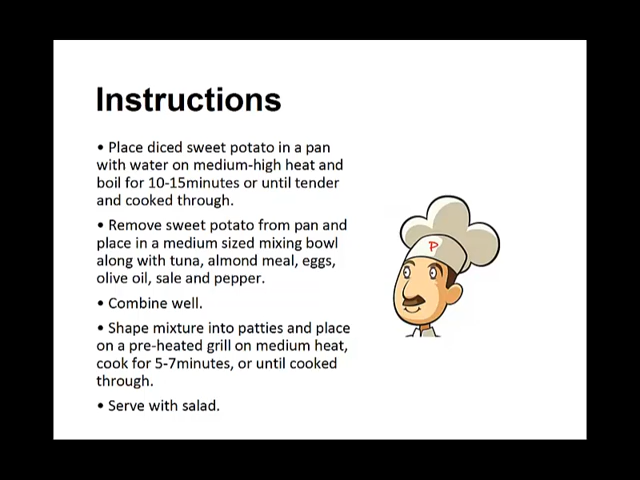 Instructions
• Place diced sweet potato in a pan
with water on medium-high heat and
boil for 10-15minutes or until tender
and cooked through.
• Remove sweet potato from pan and
place in a medium sized mixing bowl
along with tuna, almond meal, eggs,
olive oil, sale and pepper.
• Combine well.
• Shape mixture into patties and place
on a pre-heated grill on medium heat,
cook for 5-7minutes, or until cooked
through.
• Serve with salad.
P